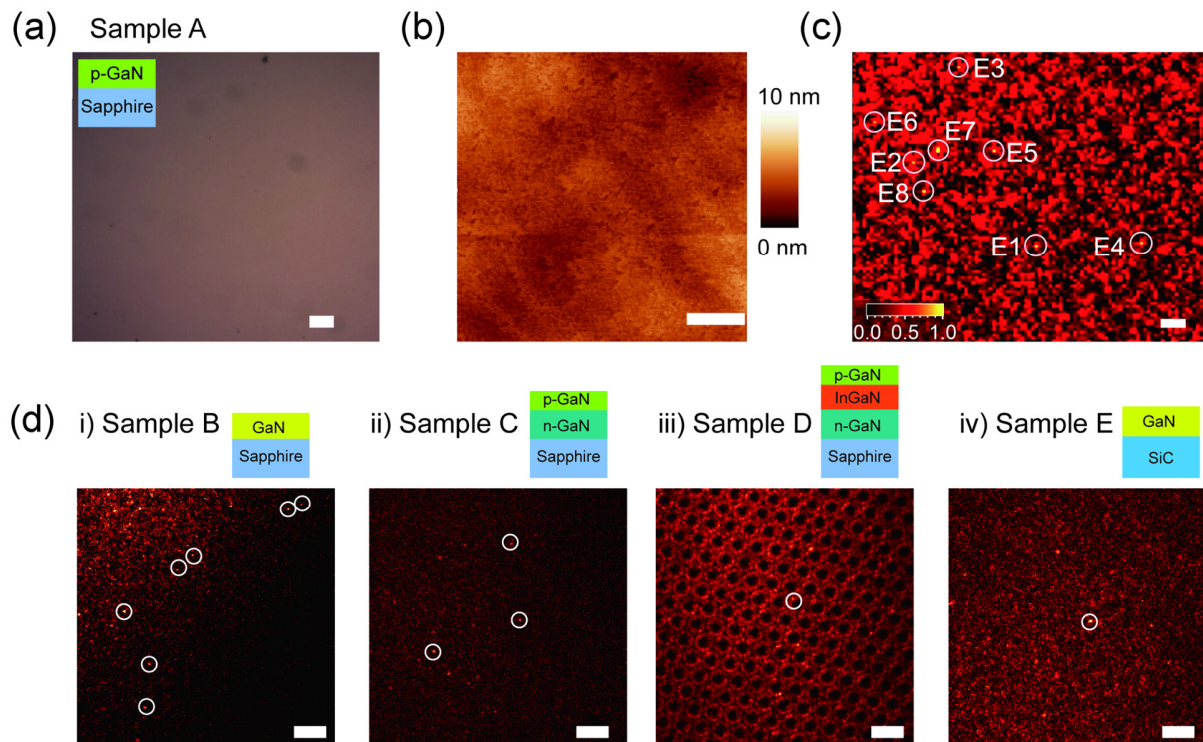 (a) Sample A
p-GaN
Sapphire
(b)
10 nm
0 nm
(c)
E3
E6
E7
E5
E2
E8
E1
E4
0.0 0.5 1.0
(d)
i) Sample B
GaN
Sapphire
ii) Sample C
p-GaN
n-GaN
Sapphire
iii) Sample D
p-GaN
InGaN
n-GaN
Sapphire
iv) Sample E
GaN
SiC